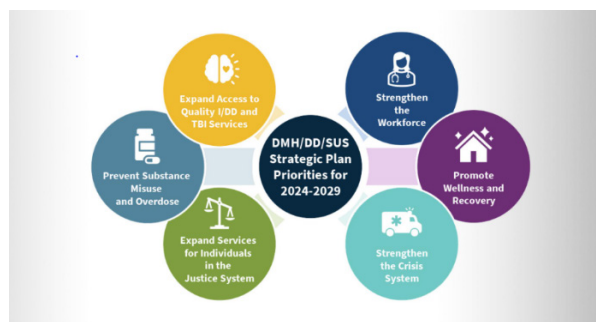 Expand Access to
Quality I/DD and
TBI Services
Strengthen
the
Workforce
DMH/DD/SUS
Strategic Plan
Priorities for
2024-2029
Prevent Substance
Misuse
and Overdose
Promote
Wellness and
Recovery
Expand Services
for Individuals
in the
Justice System
Strengthen
the Crisis
System